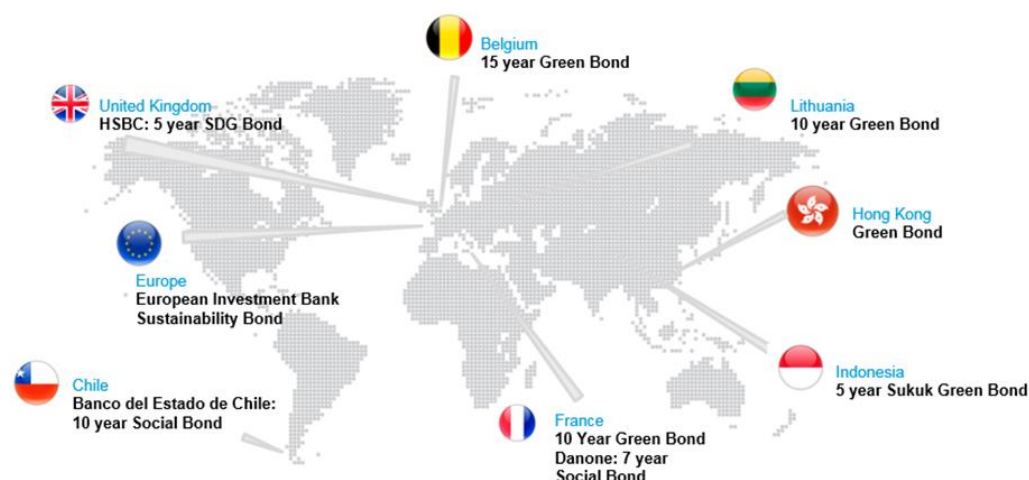 Belgium
15 year Green Bond
United Kingdom
HSBC: 5 year SDG Bond
Lithuania
10 year Green Bond
Hong Kong
Green Bond
Europe
European Investment Bank
Sustainability Bond
Chile
Banco del Estado de Chile:
10 year Social Bond
France
10 Year Green Bond
Danone: 7 year
Social Bond
Indonesia
5 year Sukuk Green Bond